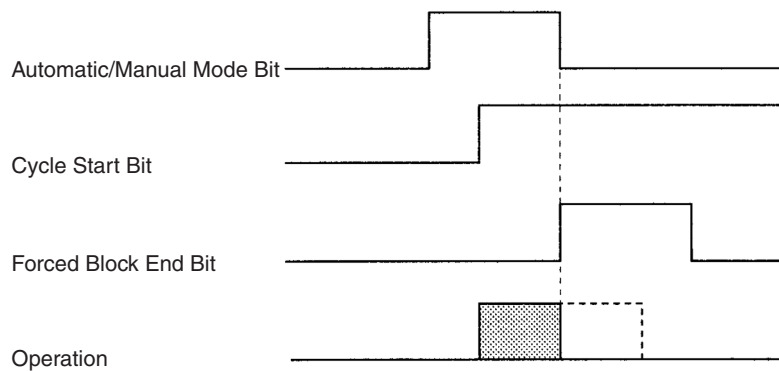 Automatic/Manual Mode Bit
Cycle Start Bit
Forced Block End Bit
Operation